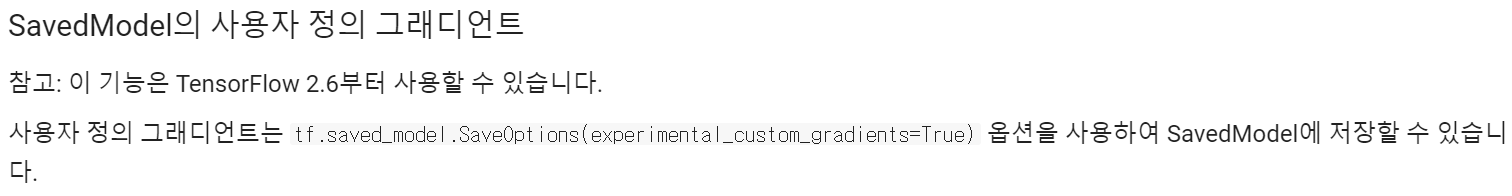 SavedModel의 사용자 정의 그래디언트
참고: 이 기능은 TensorFlow 2.6부터 사용할 수 있습니다.
사용자 정의 그래디언트는 tf.saved_model.SaveOptions(experimental_custom_gradients=True) 옵션을 사용하여 SavedModel에 저장할 수 있습니
다.